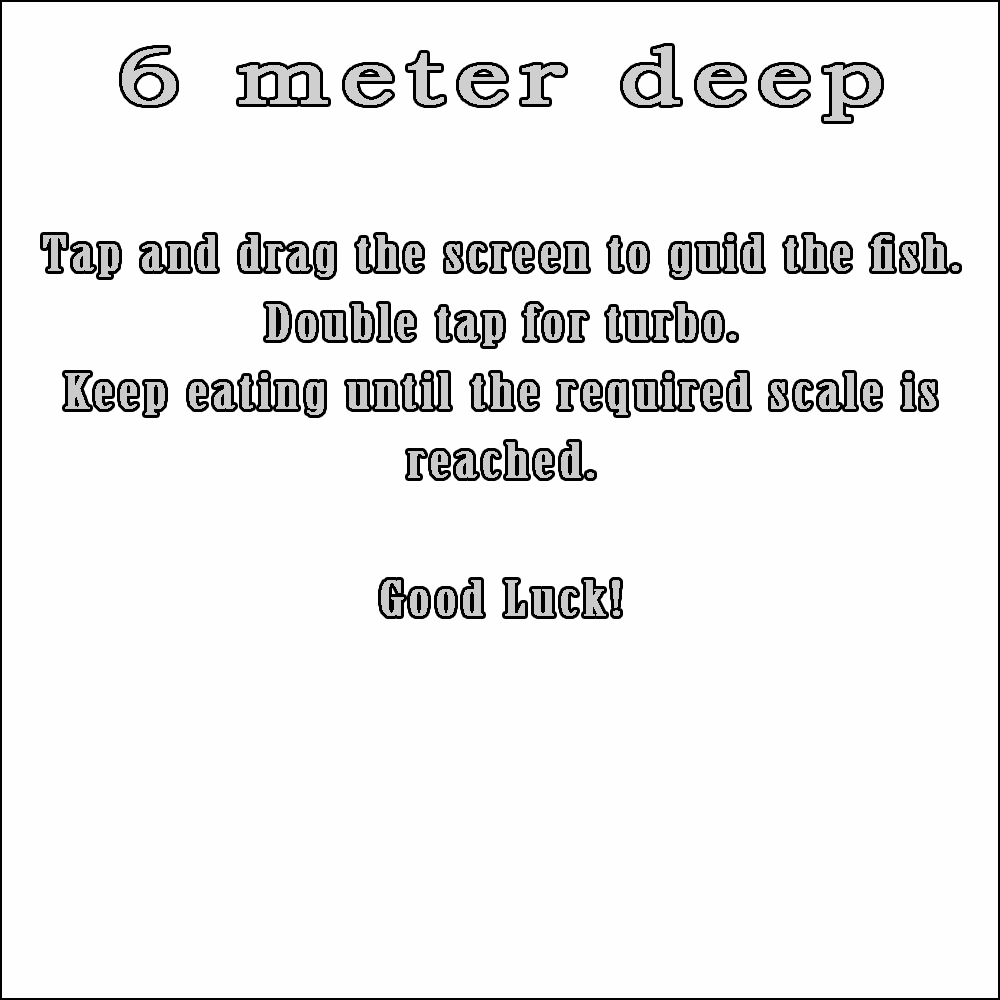 6 meter deep
Tap and drag the screen to guid the fish.
Double tap for turbo.
Keep eating until the required scale is
reached.
Good Luck!